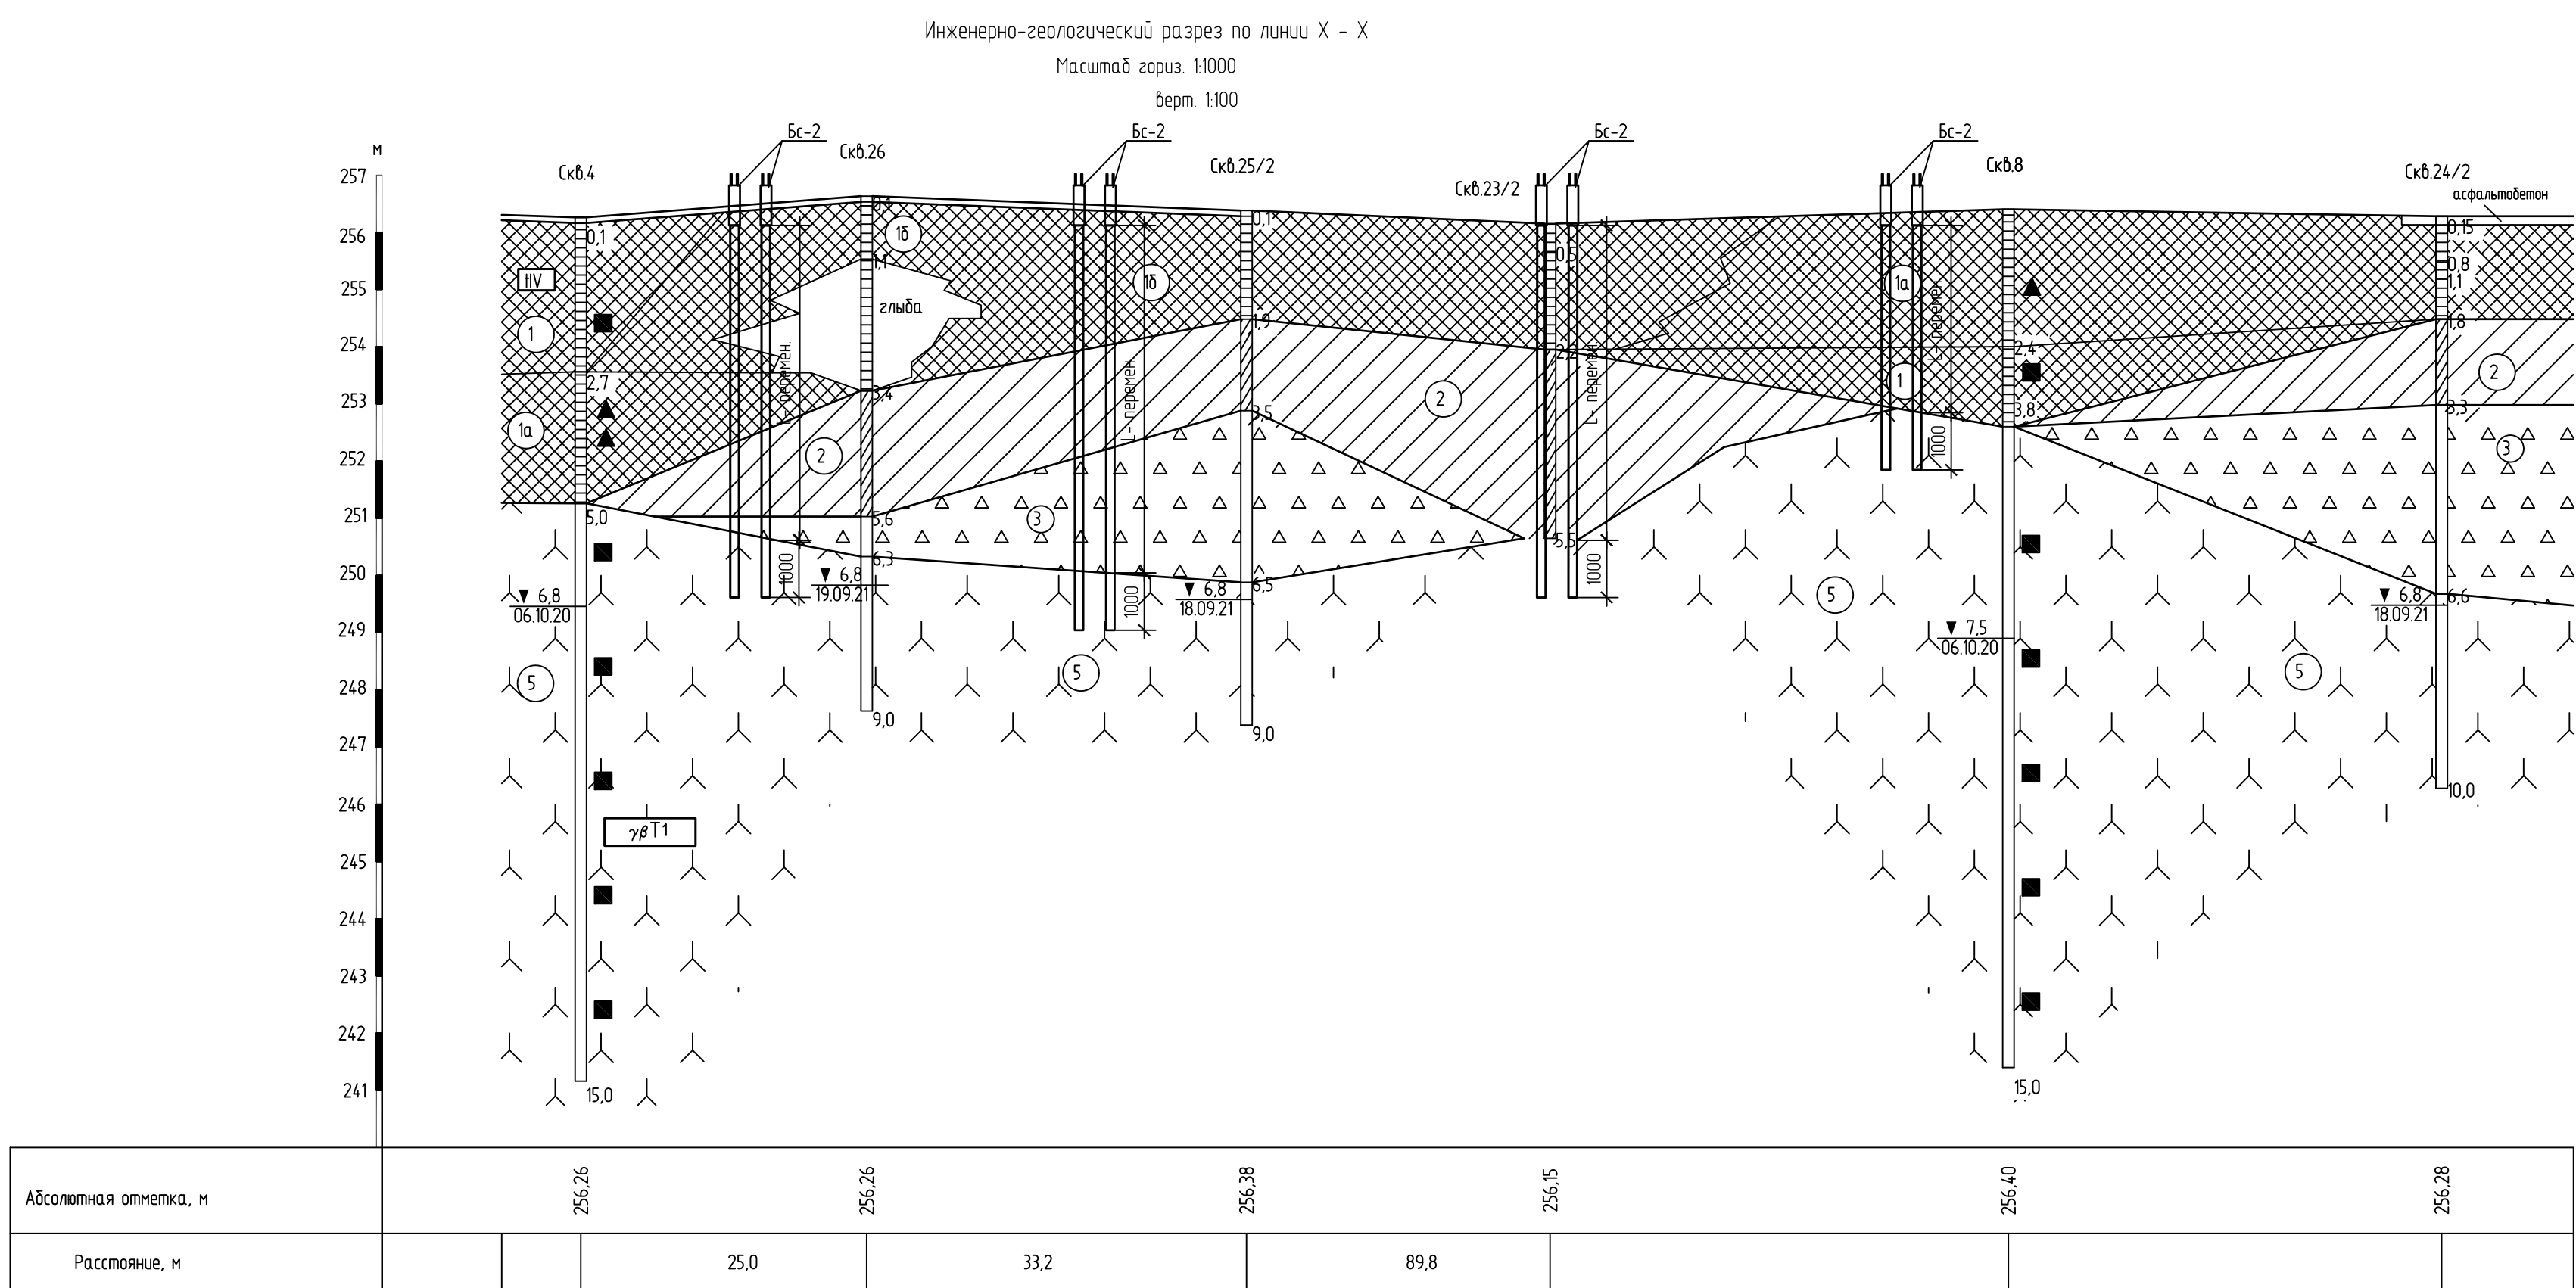 Инженерно-геологический разрез по линии X - X
Масштаб гориз. 1:1000
верт. 1:100
Бс-2
Бс-2
Бс-2
Бс-2
м
Скв.4
Скв.26
Скв.25/2
Скв.23/2
Скв.8
Скв.24/2
асфальтобетон
257
256
255
254
253
252
251
250
249
248
247
246
245
244
243
242
241
tIV
1
1а
5
0,1
2,7
5,0
6,8
06.10.20
15,0
γβT1
2
L- перемен.
1000
0,1
1б
1,1
глыба
3,4
5,6
6,3
6,8
19.09.21
9,0
3
1б
L- перемен.
1000
5
0,1
1,9
3,5
6,5
6,8
18.09.21
9,0
2
0,5
5,5
L- перемен.
1000
5
1а
1
L- перемен.
1000
2,4
3,8
7,5
06.10.20
15,0
0,15
0,8
1,1
1,8
3,3
6,6
6,8
18.09.21
10,0
2
3
5
Абсолютная отметка, м
256,26
256,26
256,38
256,15
256,40
256,28
Расстояние, м
25,0
33,2
89,8